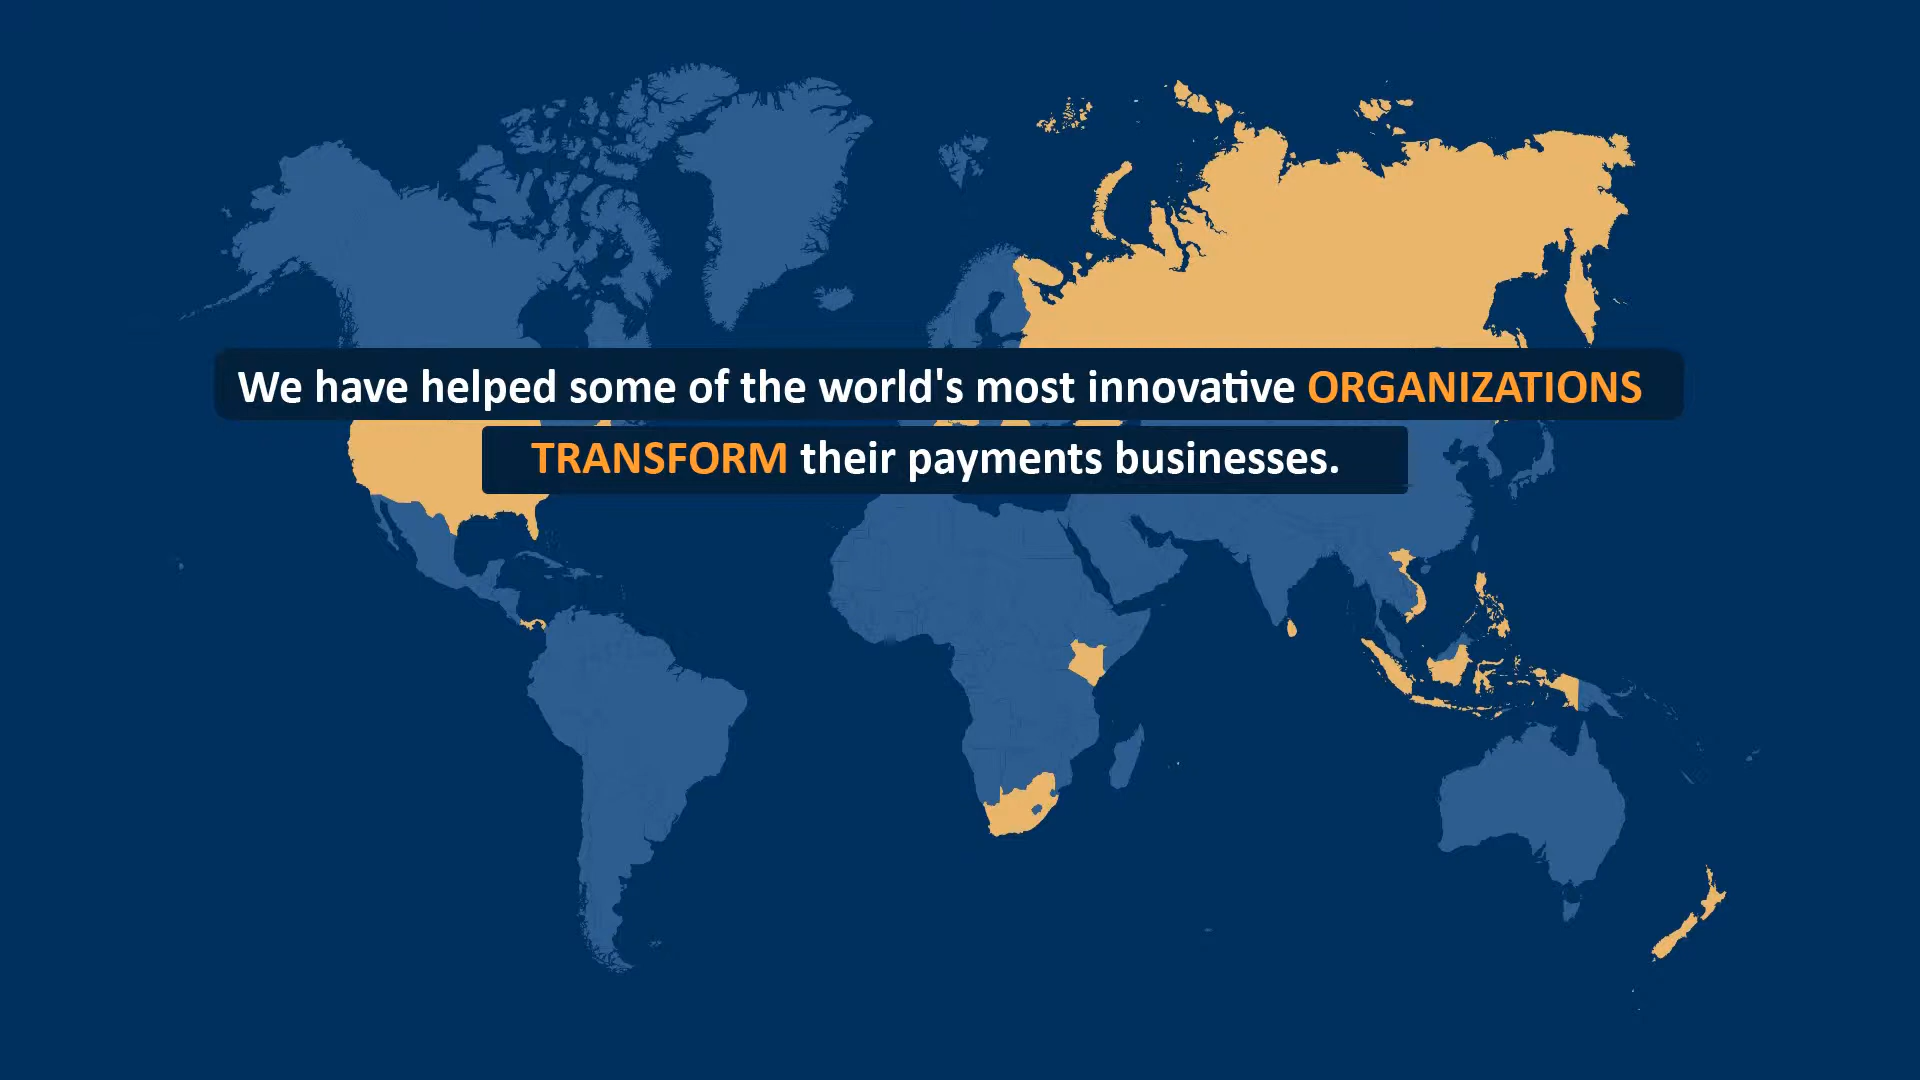 We have helped some of the world's most innovative ORGANIZATIONS
TRANSFORM their payments businesses.